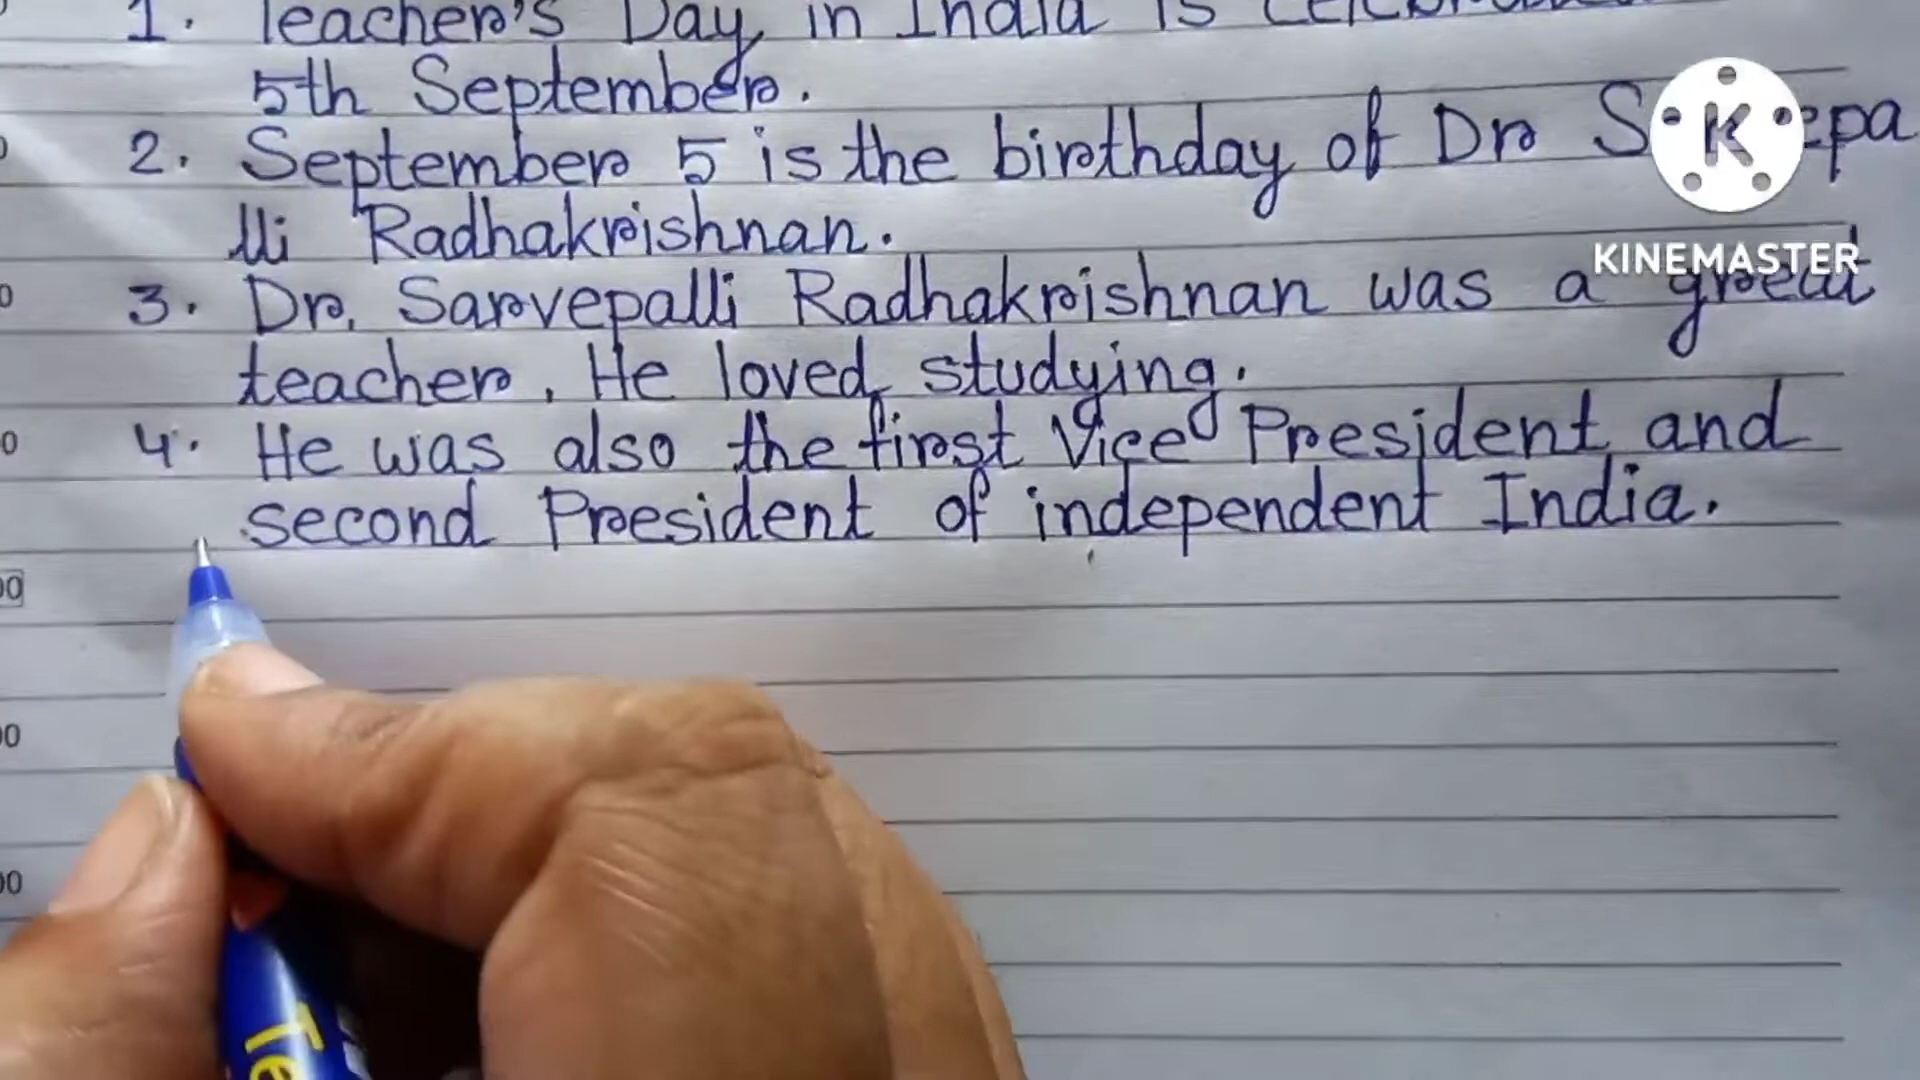 1. Teacher's Day in India is
5th September.
2. September 5 is the birthday of Dr
lli Radhakrishnan.
3. Dr. Sarvepalli Radhakrishnan was a great
teacher. He loved studying.
4. He was also the first Vice President and
second President of independent India.
K
KINEMASTER